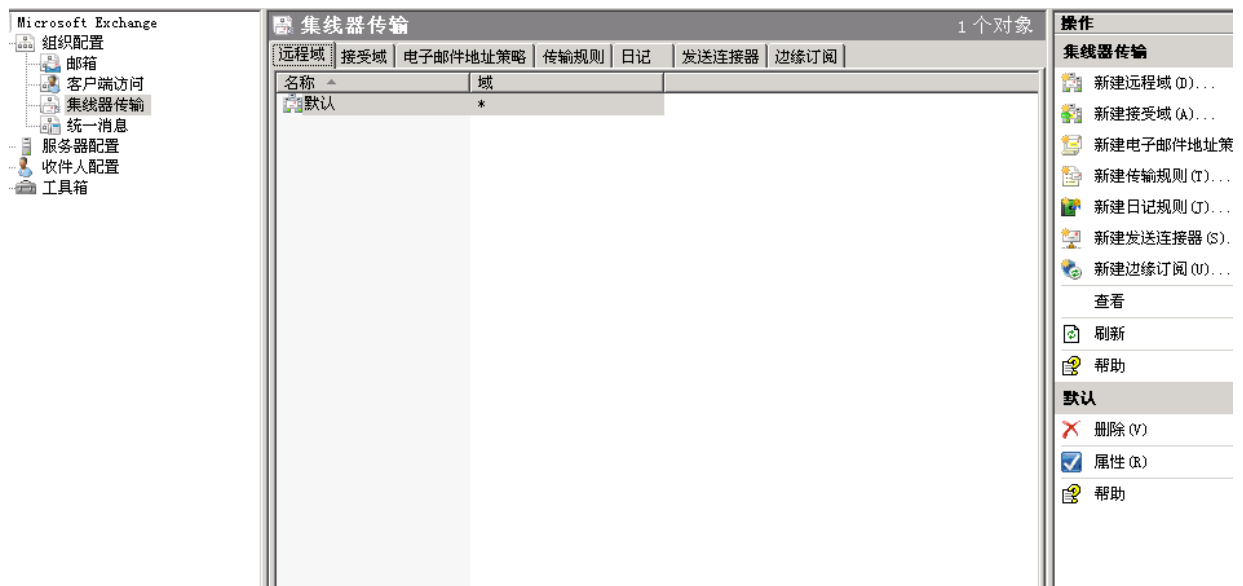 Microsoft Exchange
组织配置
邮箱
客户端访问
集线器传输
统一消息
服务器配置
收件人配置
工具箱
集线器传输 1 个对象
远程域 接受域 电子邮件地址策略 传输规则 日记 发送连接器 边缘订阅
名称 域
默认 *
操作
集线器传输
新建远程域(D)...
新建接受域(A)...
新建电子邮件地址策
新建传输规则(T)...
新建日记规则(J)...
新建发送连接器(S).
新建边缘订阅(U)...
查看
刷新
帮助
默认
删除(V)
属性(R)
帮助